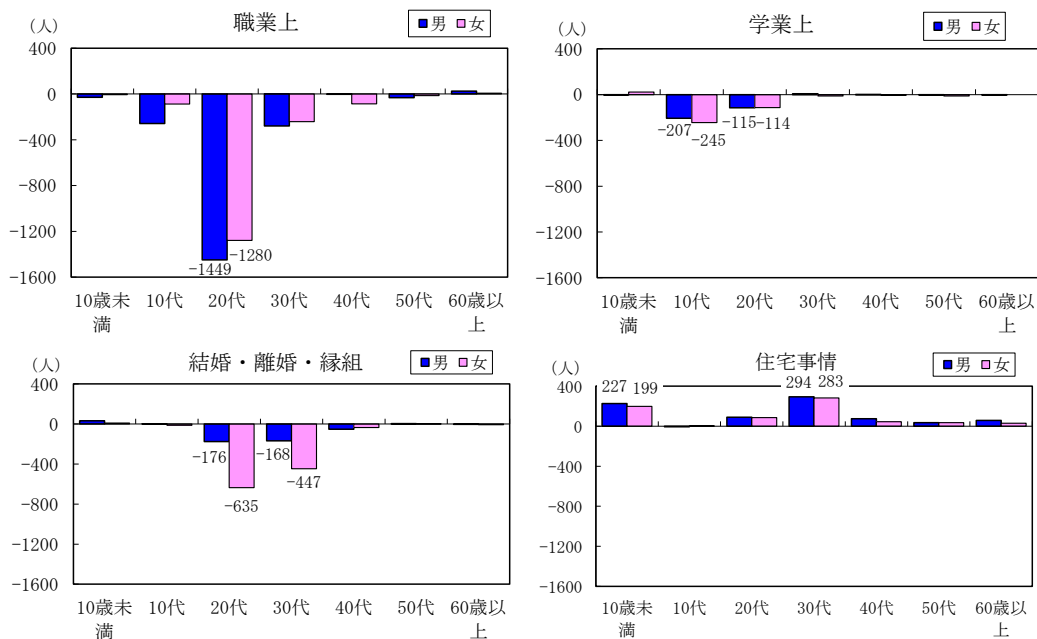 職業上
(人)
男 女
400
0
-400
-800
-1200
-1600
-1449
-1280
10歳未満
10代
20代
30代
40代
50代
60歳以上
学業上
(人)
男 女
400
0
-400
-800
-1200
-1600
-207
-245
-115
-114
10歳未満
10代
20代
30代
40代
50代
60歳以上
結婚・離婚・縁組
(人)
男 女
400
0
-400
-800
-1200
-1600
-176
-635
-168
-447
10歳未満
10代
20代
30代
40代
50代
60歳以上
住宅事情
(人)
男 女
400
0
-400
-800
-1200
-1600
227
199
294
283
10歳未満
10代
20代
30代
40代
50代
60歳以上